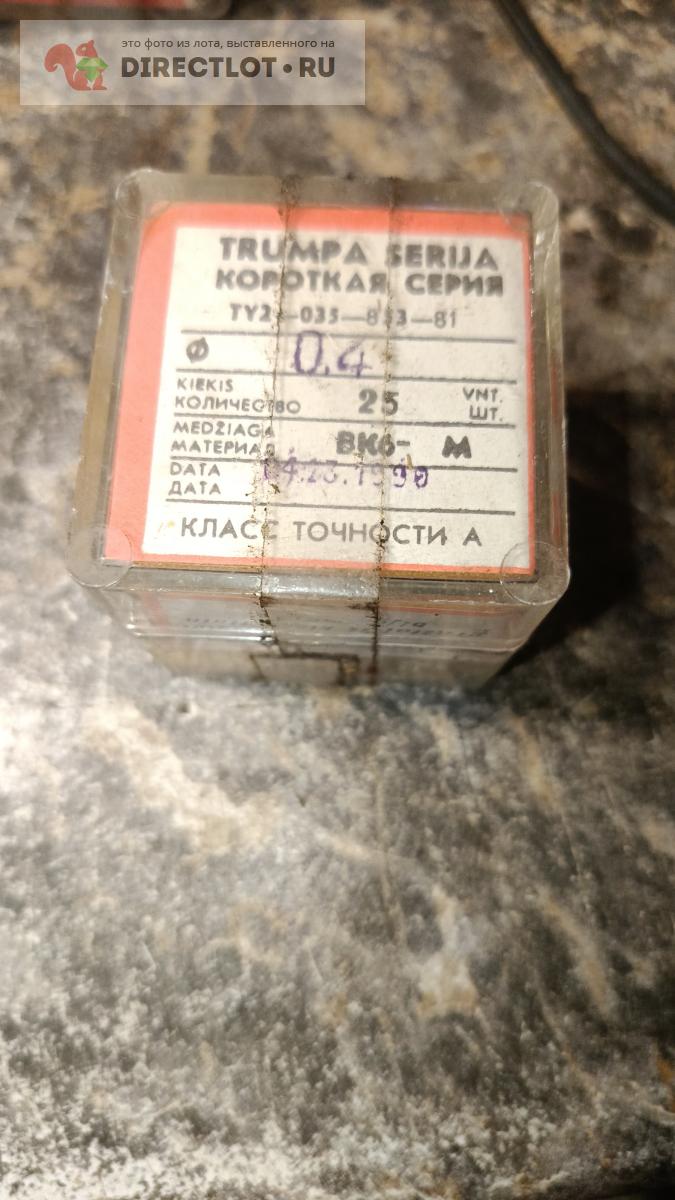 это фото из лота, выставленного на
DIRECTLOT•RU
TRUMPA SERIJA
КОРОТКАЯ СЕРИЯ
Ø 0.4
KIEKIS
КОЛИЧЕСТВО 25 VNT.
ШТ.
MEDŽIAGA
МАТЕРИАЛ ВК6- М
DATA
ДАТА
КЛАСС ТОЧНОСТИ А